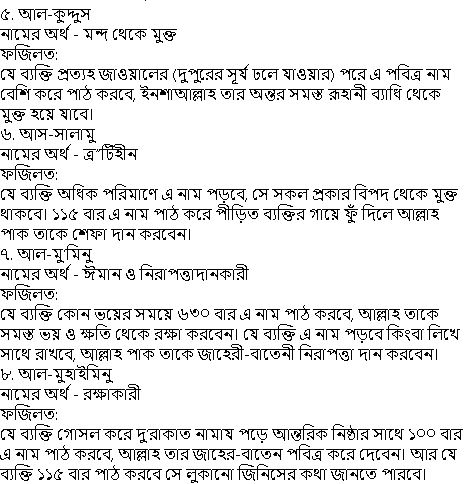 ৫. আল-কুদ্দুস
নামের অর্থ - মন্দ থেকে মুক্ত
ফজিলত:
যে ব্যক্তি প্রত্যহ জাওয়ালের (দুপুরের সূর্য ঢলে যাওয়ার) পরে এ পবিত্র নাম
বেশি করে পাঠ করবে, ইনশাআল্লাহ তার অন্তর সমস্ত রূহানী ব্যাধি থেকে
মুক্ত হয়ে যাবে।
৬. আস-সালামু
নামের অর্থ - ত্র“টিহীন
ফজিলত:
যে ব্যক্তি অধিক পরিমাণে এ নাম পড়বে, সে সকল প্রকার বিপদ থেকে মুক্ত
থাকবে। ১১৫ বার এ নাম পাঠ করে পীড়িত ব্যক্তির গায়ে ফুঁ দিলে আল্লাহ
পাক তাকে শেফা দান করবেন।
৭. আল-মু'মিনু
নামের অর্থ - ঈমান ও নিরাপত্তাদানকারী
ফজিলত:
যে ব্যক্তি কোন ভয়ের সময়ে ৬৩০ বার এ নাম পাঠ করবে, আল্লাহ তাকে
সমস্ত ভয় ও ক্ষতি থেকে রক্ষা করবেন। যে ব্যক্তি এ নাম পড়বে কিংবা লিখে
সাথে রাখবে, আল্লাহ পাক তাকে জাহেরী-বাতেনী নিরাপত্তা দান করবেন।
৮. আল-মুহাইমিনু
নামের অর্থ - রক্ষাকারী
ফজিলত:
যে ব্যক্তি গোসল করে দু'রাকাত নামায পড়ে আন্তরিক নিষ্ঠার সাথে ১০০ বার
এ নাম পাঠ করবে, আল্লাহ তার জাহের-বাতেন পবিত্র করে দেবেন। আর যে
ব্যক্তি ১১৫ বার পাঠ করবে সে লুকানো জিনিসের কথা জানতে পারবে।